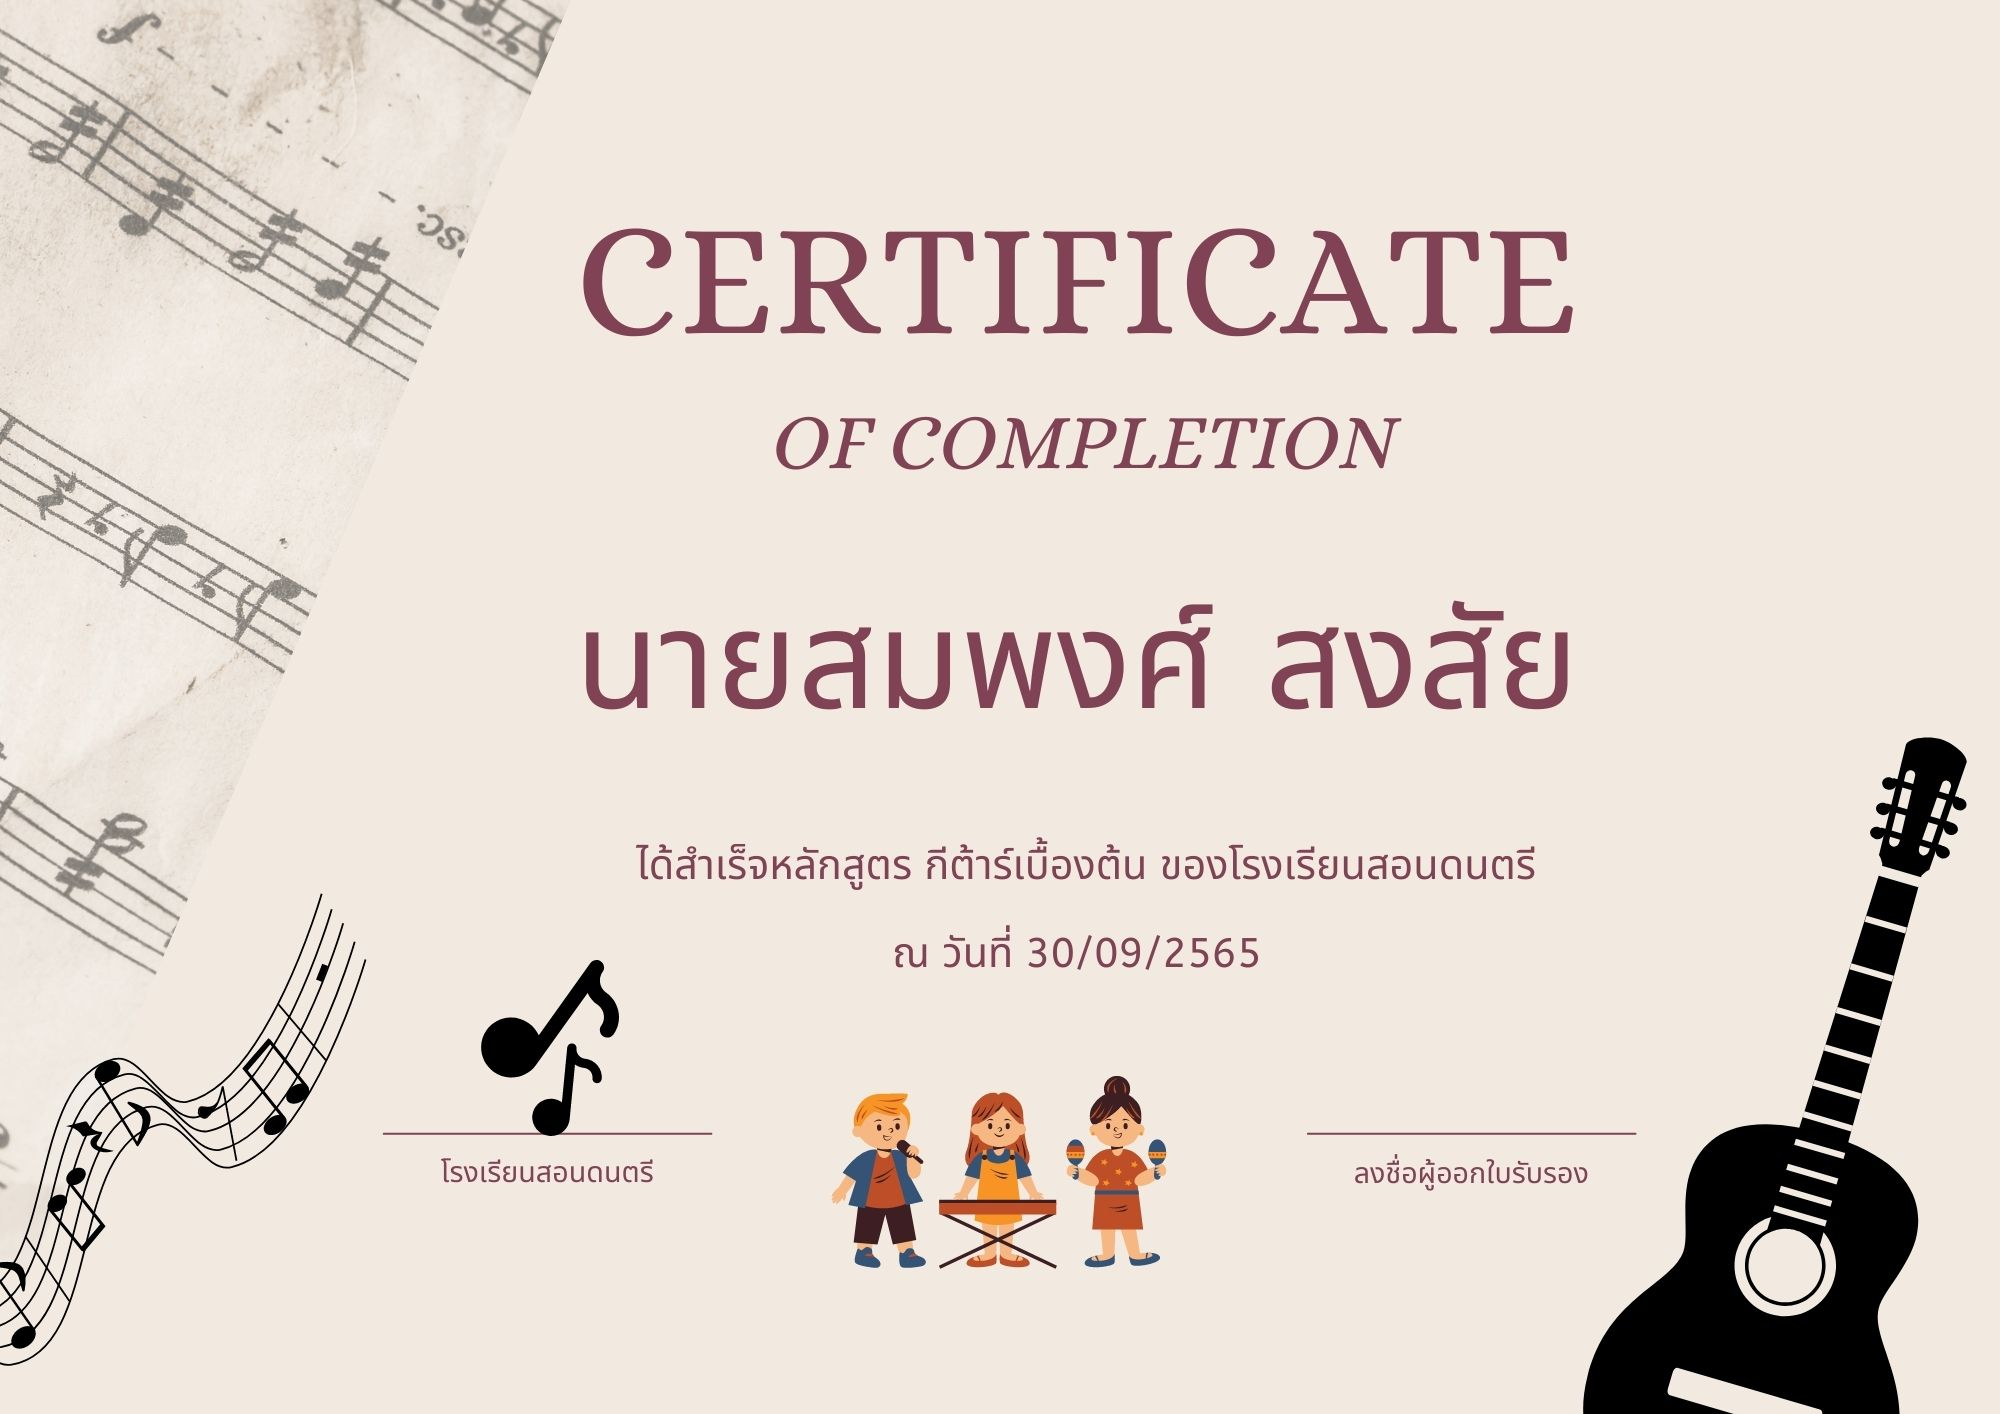 CERTIFICATE
OF COMPLETION
นายสมพงศ์ สงสัย
ได้สำเร็จหลักสูตร กีต้าร์เบื้องต้น ของโรงเรียนสอนดนตรี
ณ วันที่ 30/09/2565
โรงเรียนสอนดนตรี
ลงชื่อผู้ออกใบรับรอง